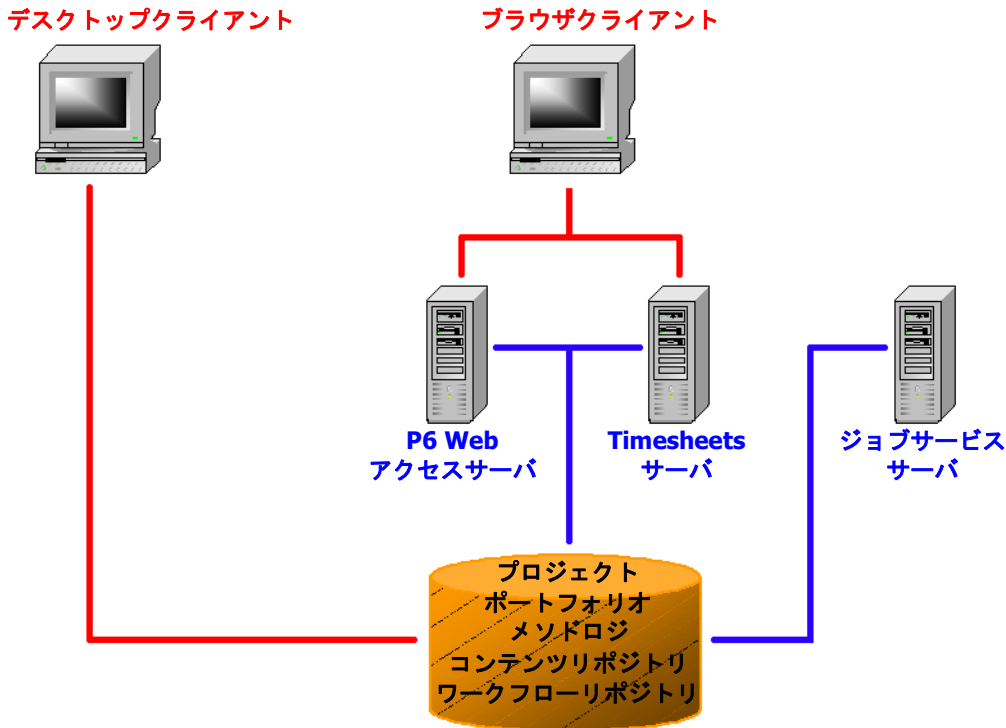 デスクトップクライアント
ブラウザクライアント
P6 Web
アクセスサーバ
Timesheets
サーバ
ジョブサービス
サーバ
プロジェクト
ポートフォリオ
メソドロジ
コンテンツリポジトリ
ワークフローリポジトリ